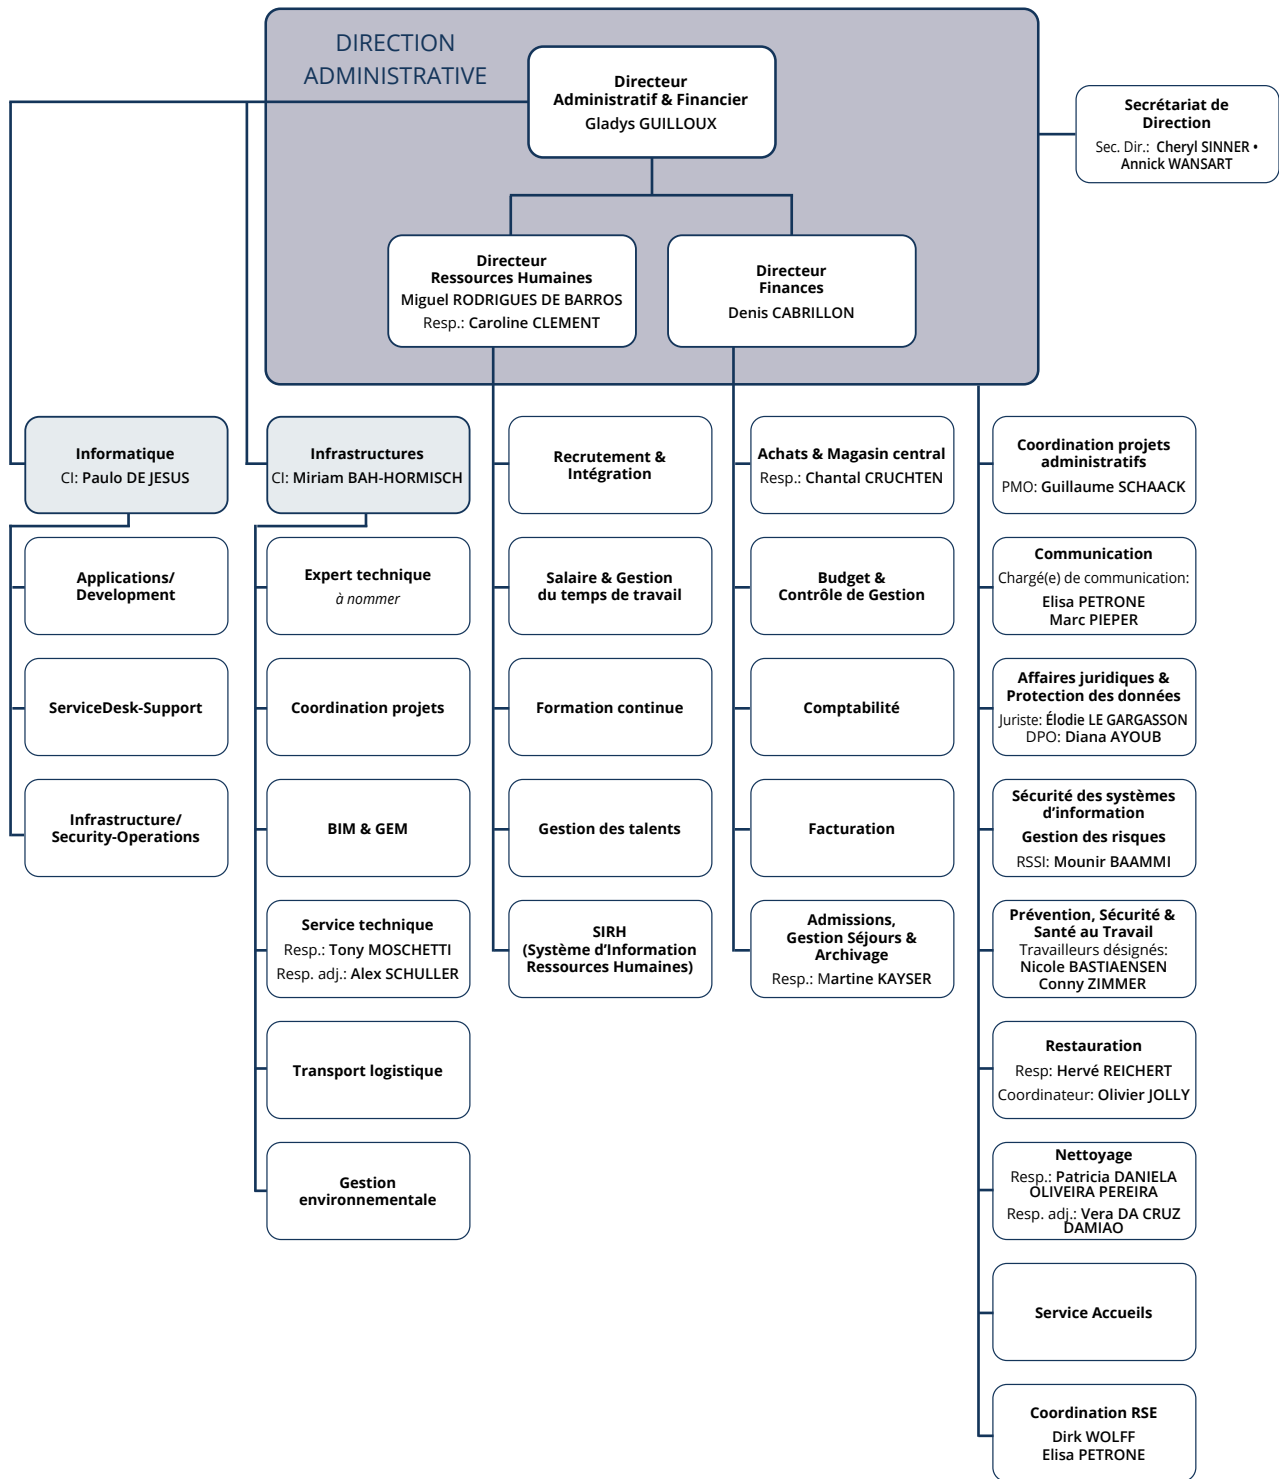 DIRECTION
ADMINISTRATIVE
Directeur
Administratif & Financier
Gladys GUILLOUX
Secrétariat de
Direction
Sec. Dir.: Cheryl SINNER •
Annick WANSART
Directeur
Ressources Humaines
Miguel RODRIGUES DE BARROS
Resp.: Caroline CLEMENT
Directeur
Finances
Denis CABRILLON
Informatique
CI: Paulo DE JESUS
Applications/
Development
ServiceDesk-Support
Infrastructure/
Security-Operations
Infrastructures
CI: Miriam BAH-HORMISCH
Expert technique
à nommer
Coordination projets
BIM & GEM
Service technique
Resp.: Tony MOSCHETTI
Resp. adj.: Alex SCHULLER
Transport logistique
Gestion
environnementale
Recrutement &
Intégration
Salaire & Gestion
du temps de travail
Formation continue
Gestion des talents
SIRH
(Système d’Information
Ressources Humaines)
Achats & Magasin central
Resp.: Chantal CRUCHTEN
Budget &
Contrôle de Gestion
Comptabilité
Facturation
Admissions,
Gestion Séjours &
Archivage
Resp.: Martine KAYSER
Coordination projets
administratifs
PMO: Guillaume SCHAACK
Communication
Chargé(e) de communication:
Elisa PETRONE
Marc PIEPER
Affaires juridiques &
Protection des données
Juriste: Élodie LE GARGASSON
DPO: Diana AYOUB
Sécurité des systèmes
d’information
Gestion des risques
RSSI: Mounir BAAMMI
Prévention, Sécurité &
Santé au Travail
Travailleurs désignés:
Nicole BASTIAENSEN
Conny ZIMMER
Restauration
Resp: Hervé REICHERT
Coordinateur: Olivier JOLLY
Nettoyage
Resp.: Patricia DANIELA
OLIVEIRA PEREIRA
Resp. adj.: Vera DA CRUZ
DAMIAO
Service Accueils
Coordination RSE
Dirk WOLFF
Elisa PETRONE